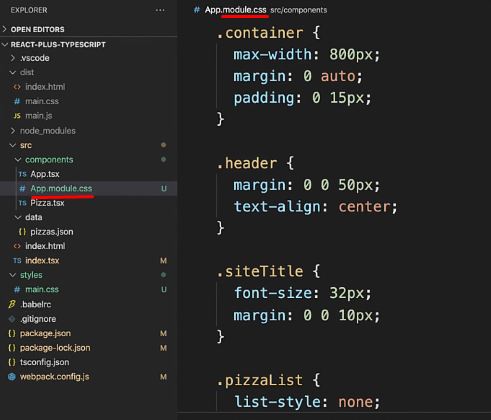 EXPLORER
OPEN EDITORS
REACT-PLUS-TYPESCRIPT
.vscode
dist
<> index.html
# main.css
JS main.js
node_modules
src
components
TS App.tsx
# App.module.css U
TS Pizza.tsx
data
{} pizzas.json
<> index.html
TS index.tsx M
styles
# main.css U
.babelrc
.gitignore
{} package.json M
{} package-lock.json M
tsconfig.json
webpack.config.js M
# App.module.css src/components
.container {
max-width: 800px;
margin: 0 auto;
padding: 0 15px;
}
.header {
margin: 0 0 50px;
text-align: center;
}
.siteTitle {
font-size: 32px;
margin: 0 0 10px;
}
.pizzaList {
list-style: none;